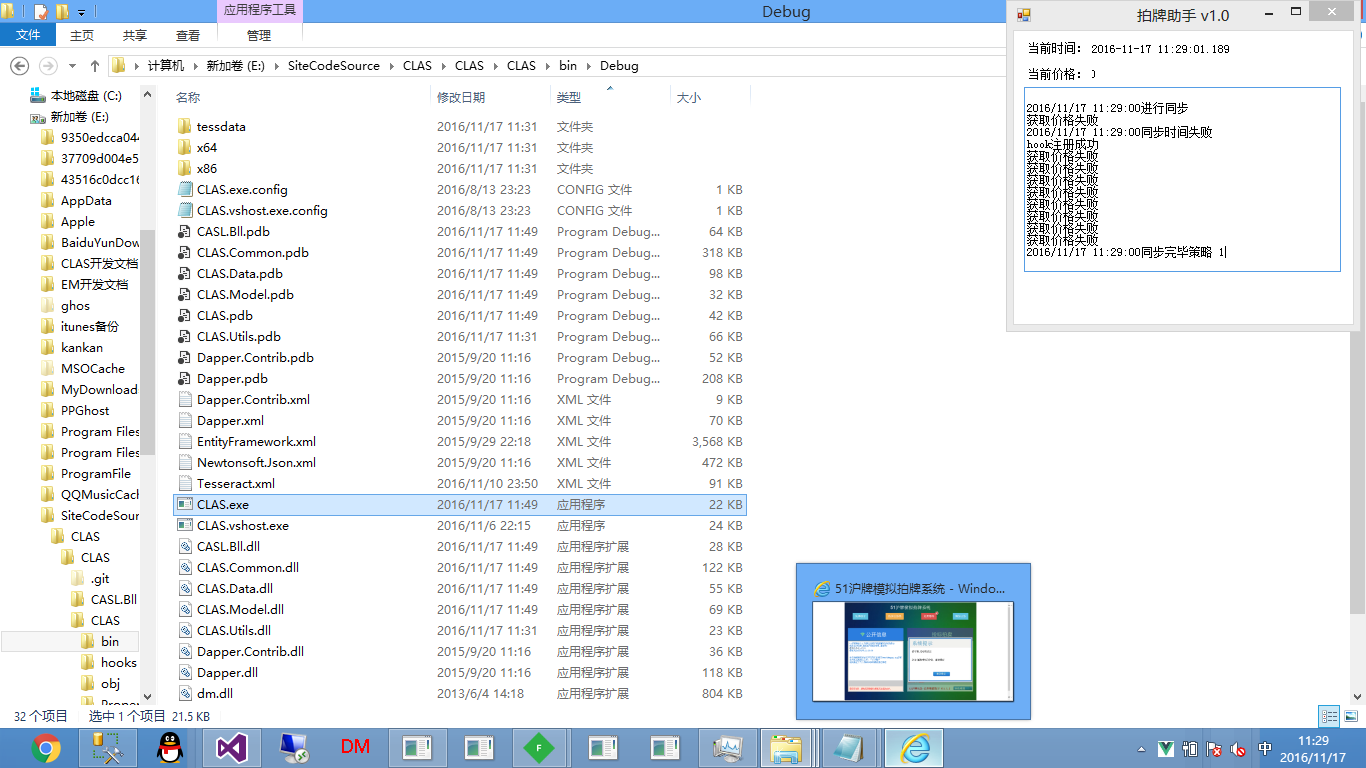 应用程序工具
Debug
文件
主页
共享
查看
管理
计算机 新加卷 (E:) SiteCodeSource CLAS CLAS CLAS bin Debug
本地磁盘 (C:)
新加卷 (E:)
9350edcca04
37709d004e5
43516c0dcc16
AppData
Apple
BaiduYunDow
CLAS开发文档
EM开发文档
ghos
itunes备份
kankan
MSOCache
MyDownload
PPGhost
Program Files
Program Files
ProgramFile
QQMusicCach
SiteCodeSour
CLAS
CLAS
.git
CASL.Bll
CLAS
bin
hooks
obj
名称 修改日期 类型 大小
tessdata 2016/11/17 11:31 文件夹
x64 2016/11/17 11:31 文件夹
x86 2016/11/17 11:31 文件夹
CLAS.exe.config 2016/8/13 23:23 CONFIG 文件 1 KB
CLAS.vshost.exe.config 2016/8/13 23:23 CONFIG 文件 1 KB
CASL.Bll.pdb 2016/11/17 11:49 Program Debug... 64 KB
CLAS.Common.pdb 2016/11/17 11:49 Program Debug... 318 KB
CLAS.Data.pdb 2016/11/17 11:49 Program Debug... 98 KB
CLAS.Model.pdb 2016/11/17 11:49 Program Debug... 32 KB
CLAS.pdb 2016/11/17 11:49 Program Debug... 42 KB
CLAS.Utils.pdb 2016/11/17 11:31 Program Debug... 66 KB
Dapper.Contrib.pdb 2015/9/20 11:16 Program Debug... 52 KB
Dapper.pdb 2015/9/20 11:16 Program Debug... 208 KB
Dapper.Contrib.xml 2015/9/20 11:16 XML 文件 9 KB
Dapper.xml 2015/9/20 11:16 XML 文件 70 KB
EntityFramework.xml 2015/9/29 22:18 XML 文件 3,568 KB
Newtonsoft.Json.xml 2015/9/20 11:16 XML 文件 472 KB
Tesseract.xml 2016/11/10 23:50 XML 文件 91 KB
CLAS.exe 2016/11/17 11:49 应用程序 22 KB
CLAS.vshost.exe 2016/11/6 22:15 应用程序 24 KB
CASL.Bll.dll 2016/11/17 11:49 应用程序扩展 28 KB
CLAS.Common.dll 2016/11/17 11:49 应用程序扩展 122 KB
CLAS.Data.dll 2016/11/17 11:49 应用程序扩展 55 KB
CLAS.Model.dll 2016/11/17 11:49 应用程序扩展 69 KB
CLAS.Utils.dll 2016/11/17 11:31 应用程序扩展 23 KB
Dapper.Contrib.dll 2015/9/20 11:16 应用程序扩展 36 KB
Dapper.dll 2015/9/20 11:16 应用程序扩展 118 KB
dm.dll 2013/6/4 14:18 应用程序扩展 804 KB
32 个项目 选中 1 个项目 21.5 KB
拍牌助手 v1.0
当前时间: 2016-11-17 11:29:01.189
当前价格:
2016/11/17 11:29:00进行同步
获取价格失败
2016/11/17 11:29:00同步时间失败
hook注册成功
获取价格失败
获取价格失败
获取价格失败
获取价格失败
获取价格失败
获取价格失败
获取价格失败
获取价格失败
2016/11/17 11:29:00同步完毕策略 1
51沪牌模拟拍牌系统 - Windo...
51沪牌模拟拍牌系统
公开信息
DM
F
中
11:29
2016/11/17